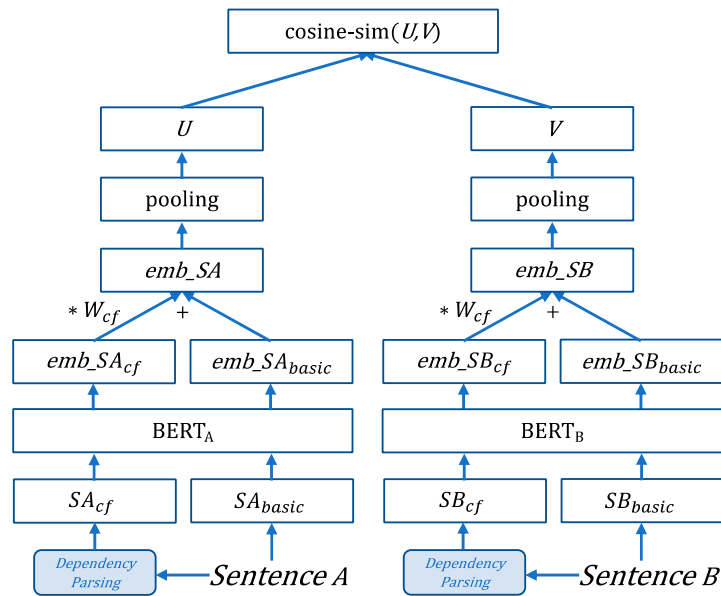 cosine-sim(U,V)
U V
pooling pooling
emb_SA emb_SB
* W_cf + * W_cf +
emb_SA_cf emb_SA_basic emb_SB_cf emb_SB_basic
BERT_A BERT_B
SA_cf SA_basic SB_cf SB_basic
Dependency Dependency
Parsing Sentence A Parsing Sentence B